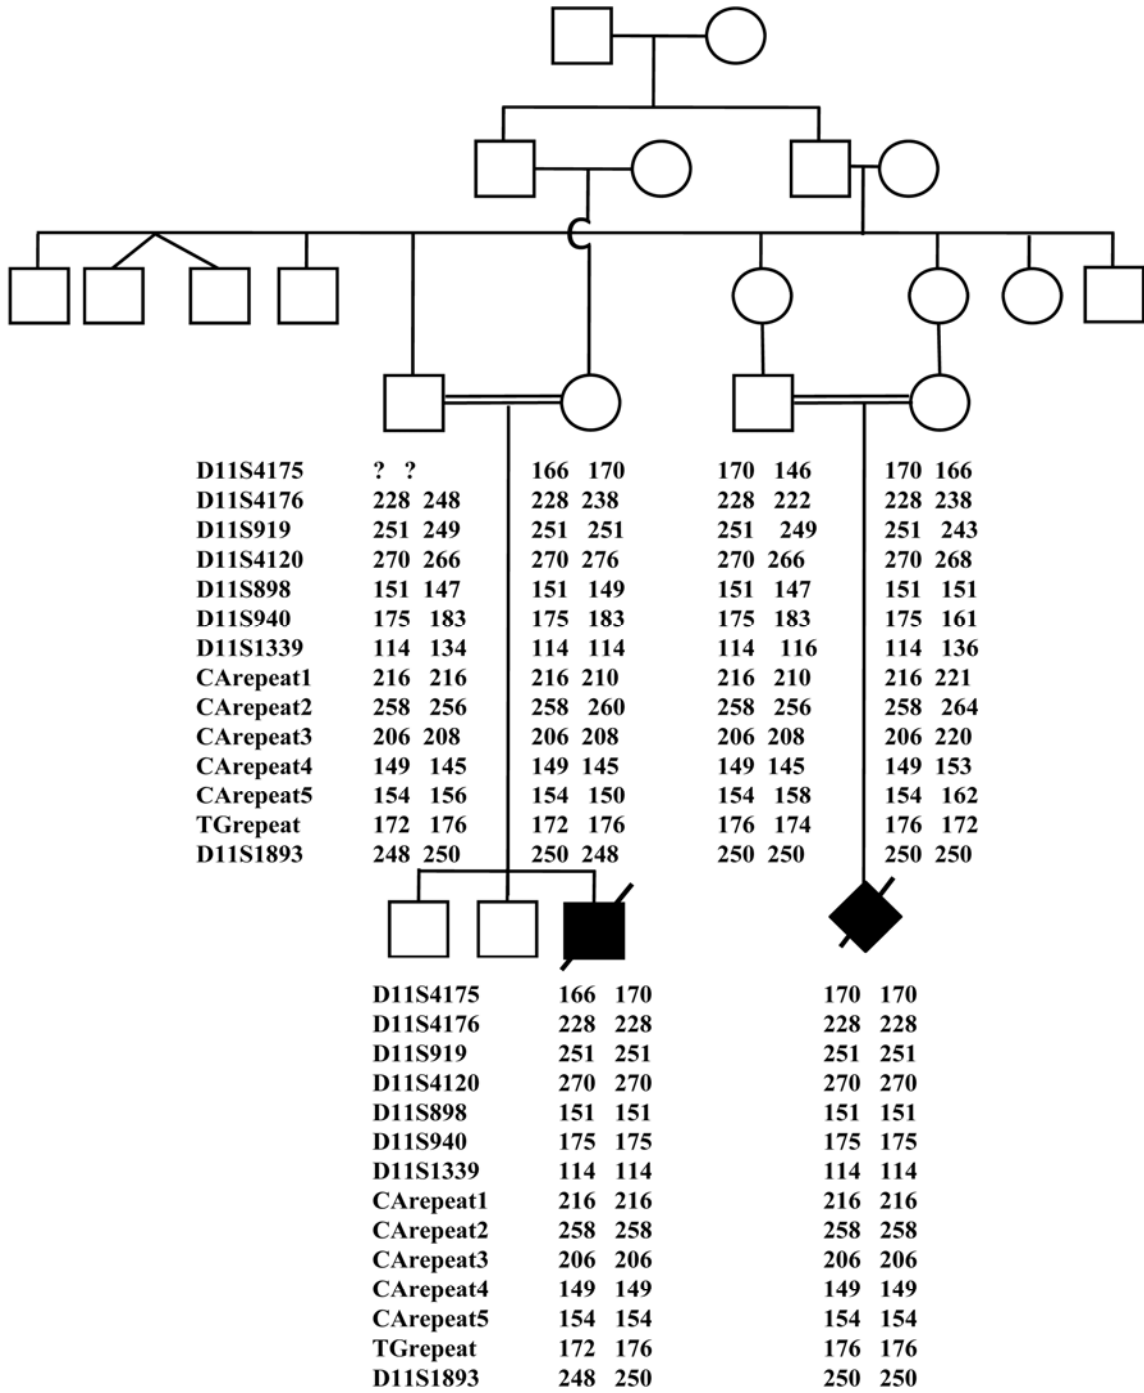 D11S4175 ? ? 166 170 170 146 170 166
D11S4176 228 248 228 238 228 222 228 238
D11S919 251 249 251 251 251 249 251 243
D11S4120 270 266 270 276 270 266 270 268
D11S898 151 147 151 149 151 147 151 151
D11S940 175 183 175 183 175 183 175 161
D11S1339 114 134 114 114 114 116 114 136
CArepeat1 216 216 216 210 216 210 216 221
CArepeat2 258 256 258 260 258 256 258 264
CArepeat3 206 208 206 208 206 208 206 220
CArepeat4 149 145 149 145 149 145 149 153
CArepeat5 154 156 154 150 154 158 154 162
TGrepeat 172 176 172 176 176 174 176 172
D11S1893 248 250 250 248 250 250 250 250
D11S4175 166 170 170 170
D11S4176 228 228 228 228
D11S919 251 251 251 251
D11S4120 270 270 270 270
D11S898 151 151 151 151
D11S940 175 175 175 175
D11S1339 114 114 114 114
CArepeat1 216 216 216 216
CArepeat2 258 258 258 258
CArepeat3 206 206 206 206
CArepeat4 149 149 149 149
CArepeat5 154 154 154 154
TGrepeat 172 176 176 176
D11S1893 248 250 250 250